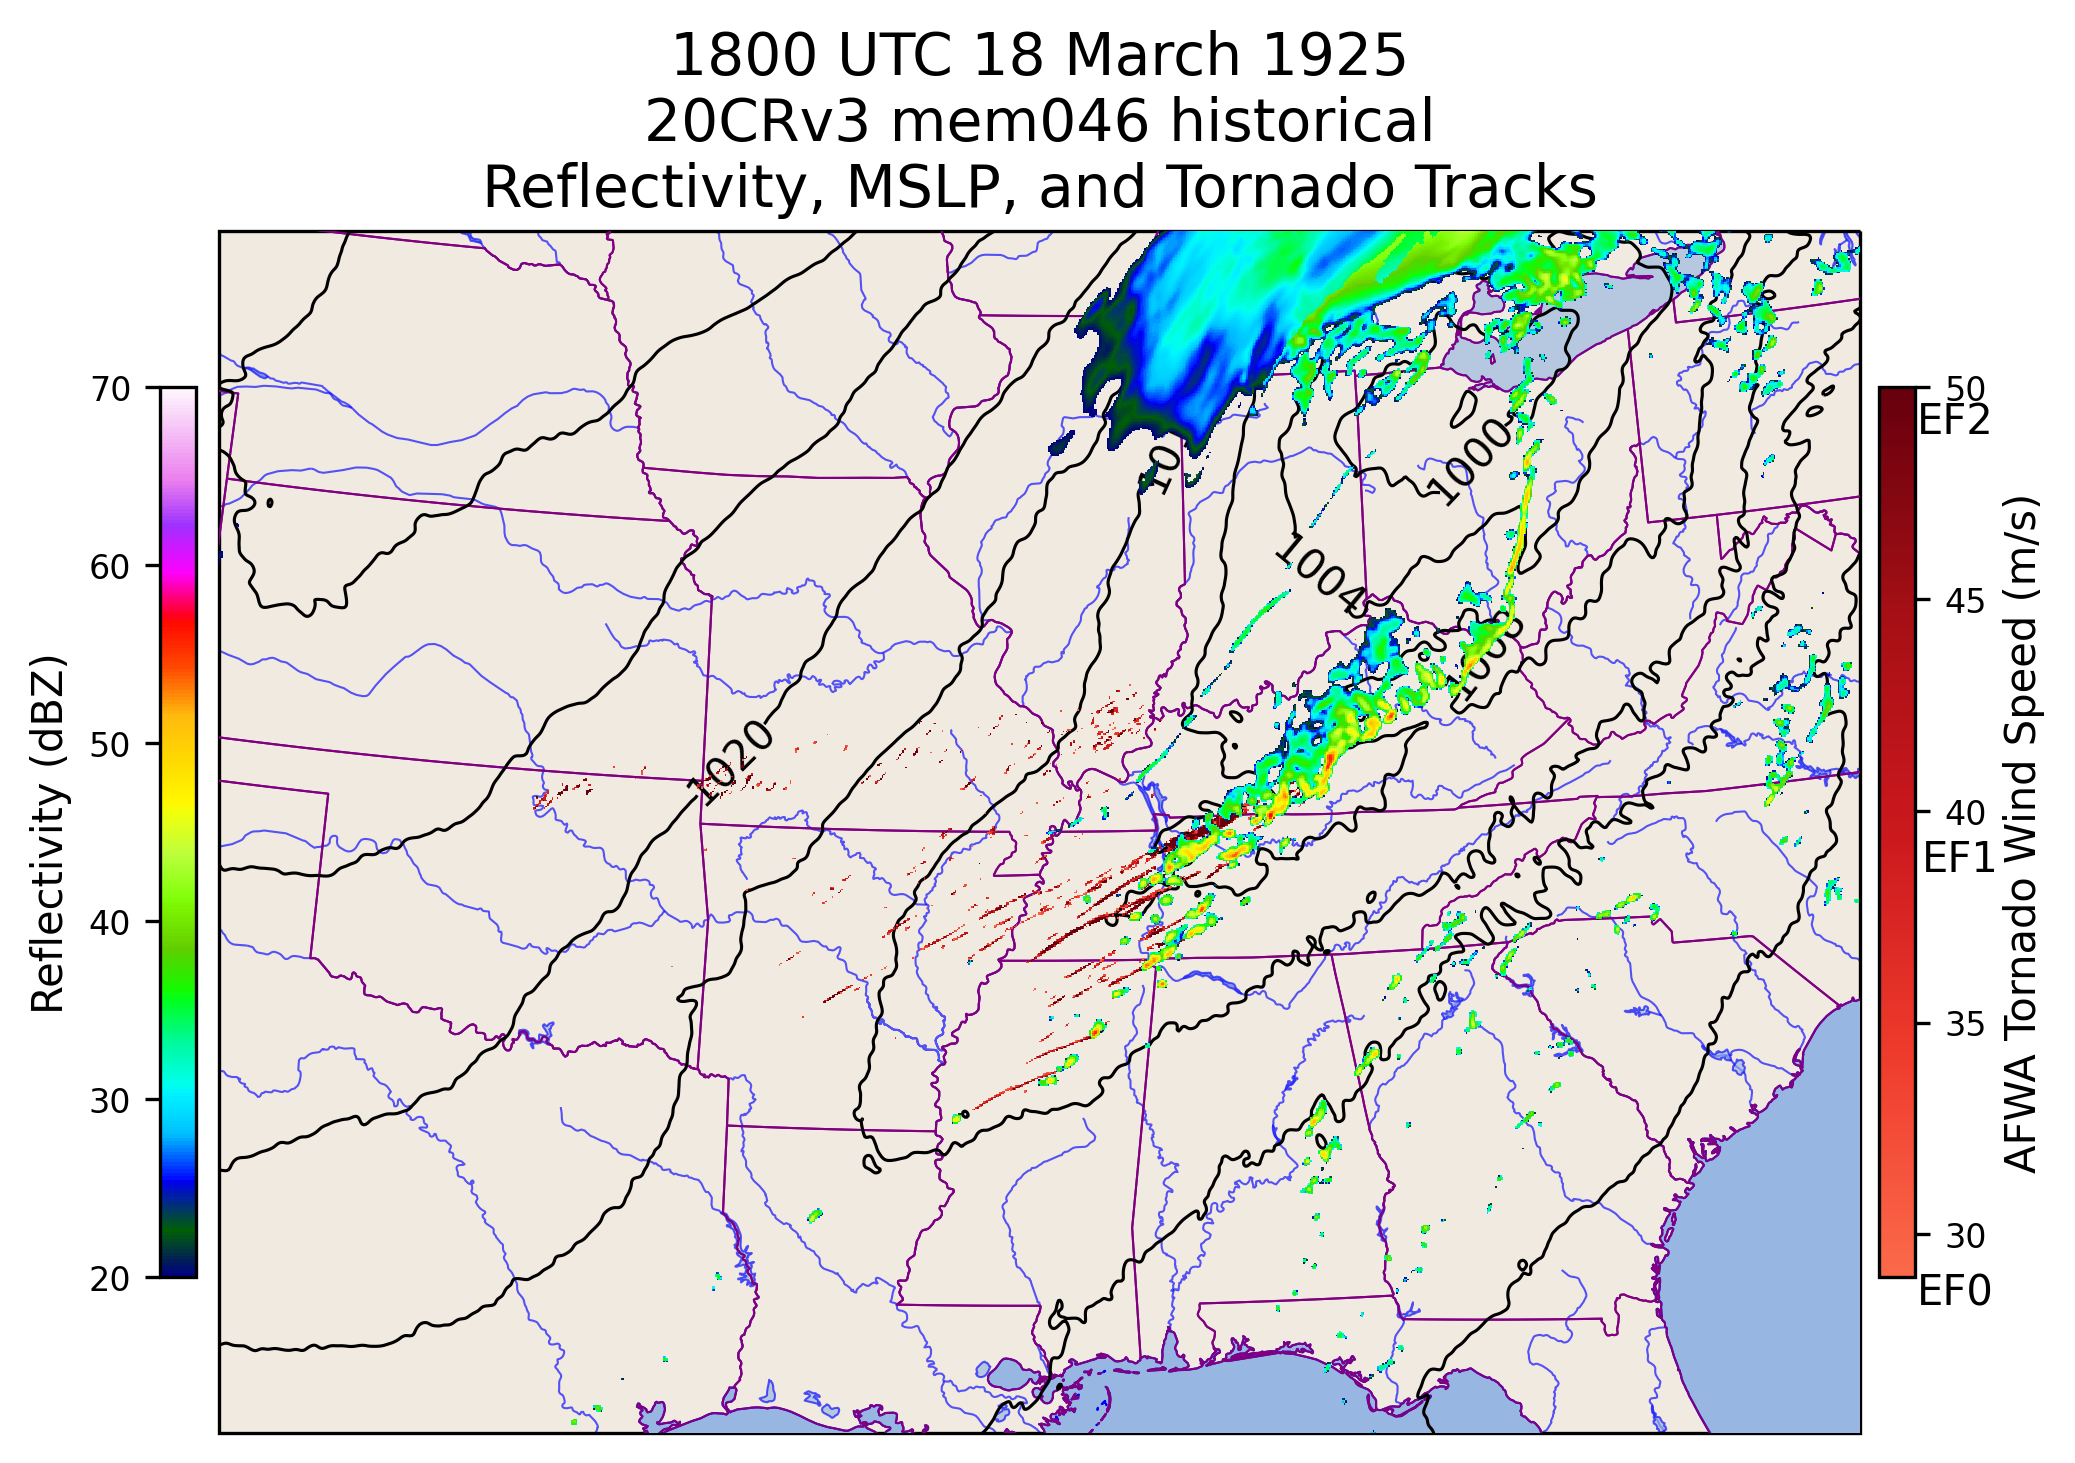 1800 UTC 18 March 1925
20CRv3 mem046 historical
Reflectivity, MSLP, and Tornado Tracks
Reflectivity (dBZ)
70
60
50
40
30
20
10
1000
1004
1020
50
EF2
45
40
EF1
35
30
EF0
AFWA Tornado Wind Speed (m/s)